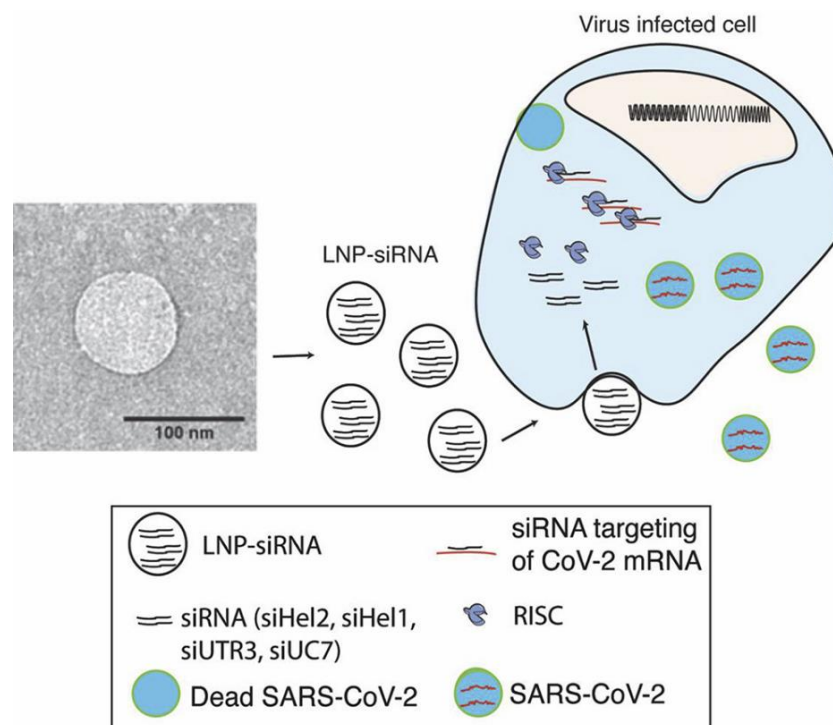 Virus infected cell
LNP-siRNA
100 nm
LNP-siRNA
siRNA targeting
of CoV-2 mRNA
siRNA (siHel2, siHel1,
siUTR3, siUC7)
RISC
Dead SARS-CoV-2
SARS-CoV-2